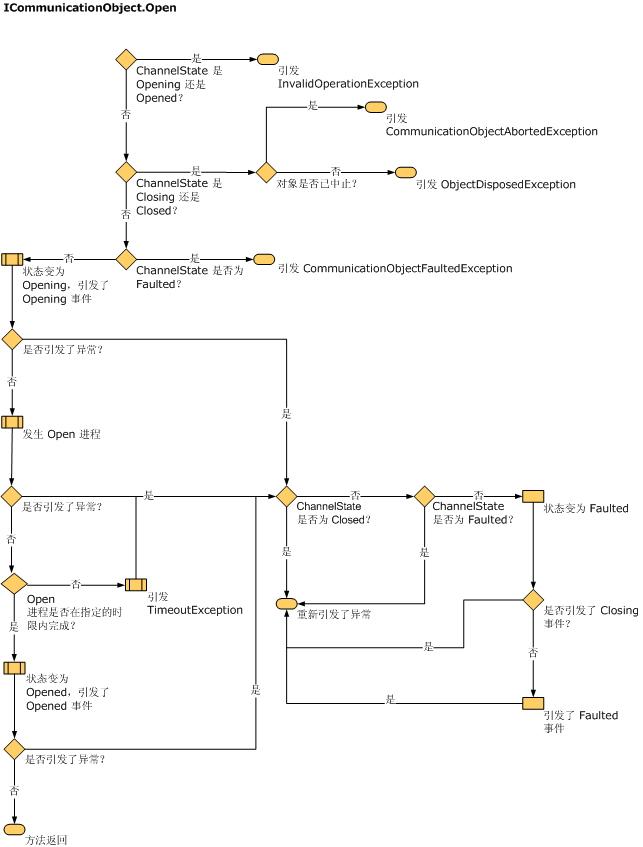 ICommunicationObject.Open
是
ChannelState 是
Opening 还是
Opened？
引发
InvalidOperationException
否
是
引发
CommunicationObjectAbortedException
是
ChannelState 是
Closing 还是
Closed？
否
对象是否已中止？
引发 ObjectDisposedException
否
否
状态变为
Opening，引发了
Opening 事件
是
ChannelState 是否为
Faulted？
引发 CommunicationObjectFaultedException
是否引发了异常？
否
是
发生 Open 进程
是否引发了异常？
是
否
ChannelState
是否为 Closed？
否
ChannelState
是否为 Faulted？
否
状态变为 Faulted
是
是
否
Open
进程是否在指定的时
限内完成？
引发
TimeoutException
重新引发了异常
是否引发了 Closing
事件？
是
是
否
状态变为
Opened，引发了
Opened 事件
是
是
引发了 Faulted
事件
是否引发了异常？
否
方法返回